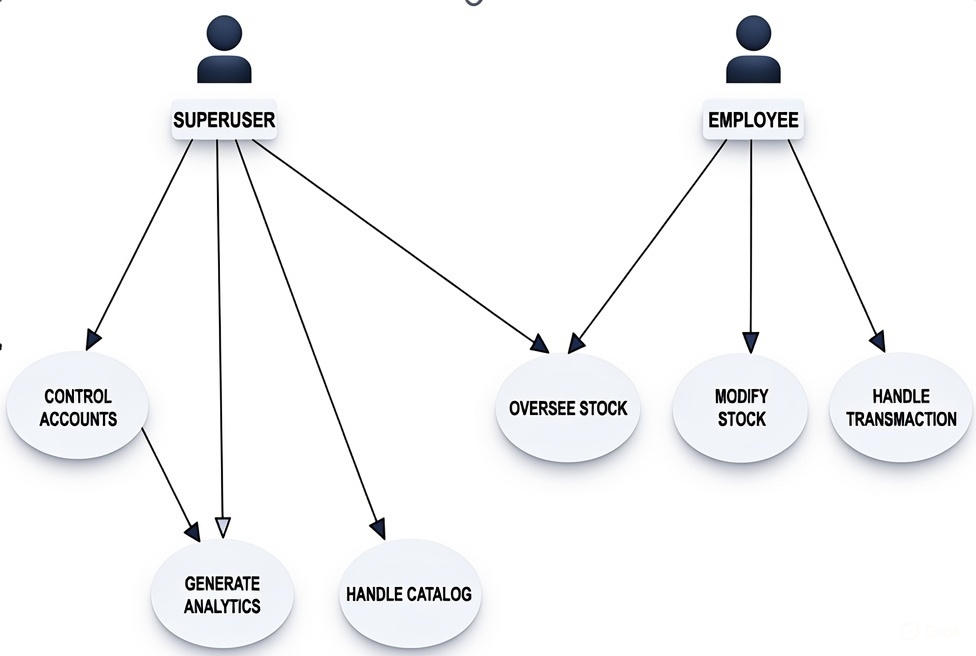 SUPERUSER
EMPLOYEE
CONTROL
ACCOUNTS
OVERSEE STOCK
MODIFY
STOCK
HANDLE
TRANSMACTION
GENERATE
ANALYTICS
HANDLE CATALOG